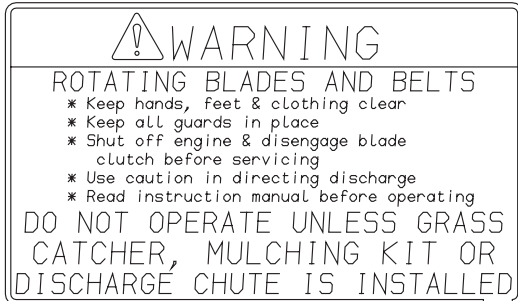 WARNING
ROTATING BLADES AND BELTS
* Keep hands, feet & clothing clear
* Keep all guards in place
* Shut off engine & disengage blade
clutch before servicing
* Use caution in directing discharge
* Read instruction manual before operating
DO NOT OPERATE UNLESS GRASS
CATCHER, MULCHING KIT OR
DISCHARGE CHUTE IS INSTALLED